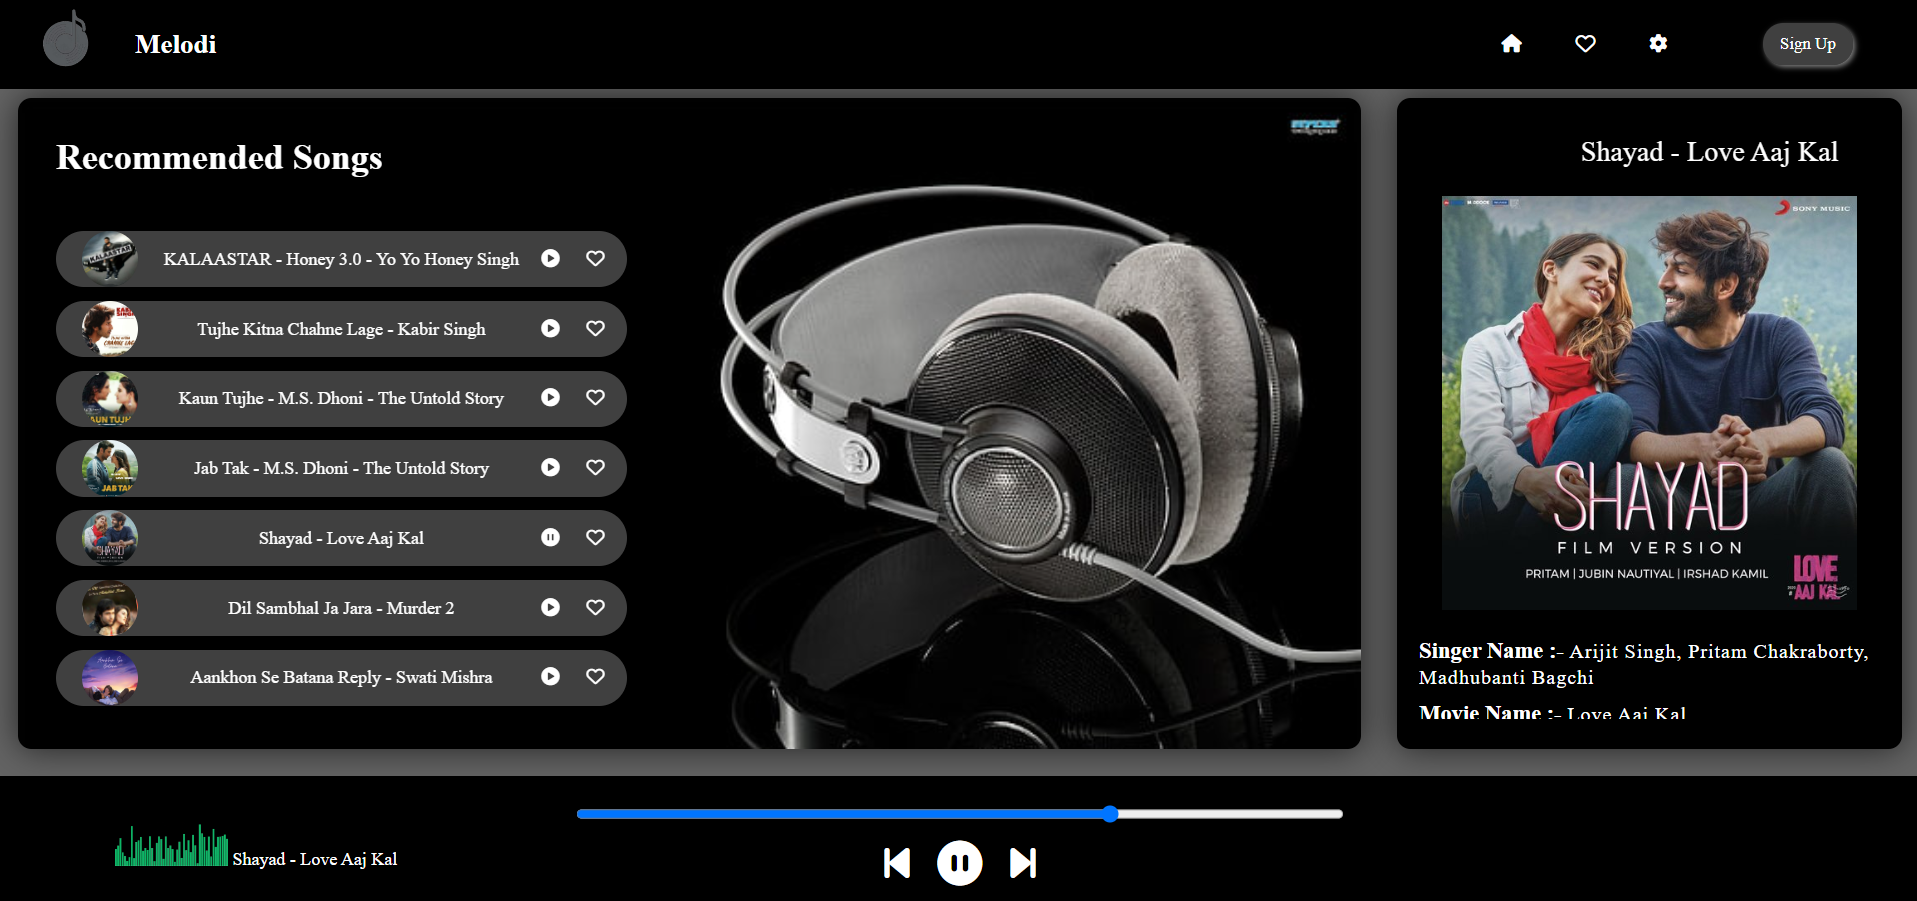 Melodi
Sign Up
Recommended Songs
KALAASTAR - Honey 3.0 - Yo Yo Honey Singh
Tujhe Kitna Chahne Lage - Kabir Singh
Kaun Tujhe - M.S. Dhoni - The Untold Story
Jab Tak - M.S. Dhoni - The Untold Story
Shayad - Love Aaj Kal
Dil Sambhal Ja Jara - Murder 2
Aankhon Se Batana Reply - Swati Mishra
Shayad - Love Aaj Kal
SONY MUSIC
SHAYAD
FILM VERSION
PRITAM | JUBIN NAUTIYAL | IRSHAD KAMIL
LOVE
AAJ KAL
Singer Name :- Arijit Singh, Pritam Chakraborty,
Madhubanti Bagchi
Movie Name :- Love Aaj Kal
Shayad - Love Aaj Kal